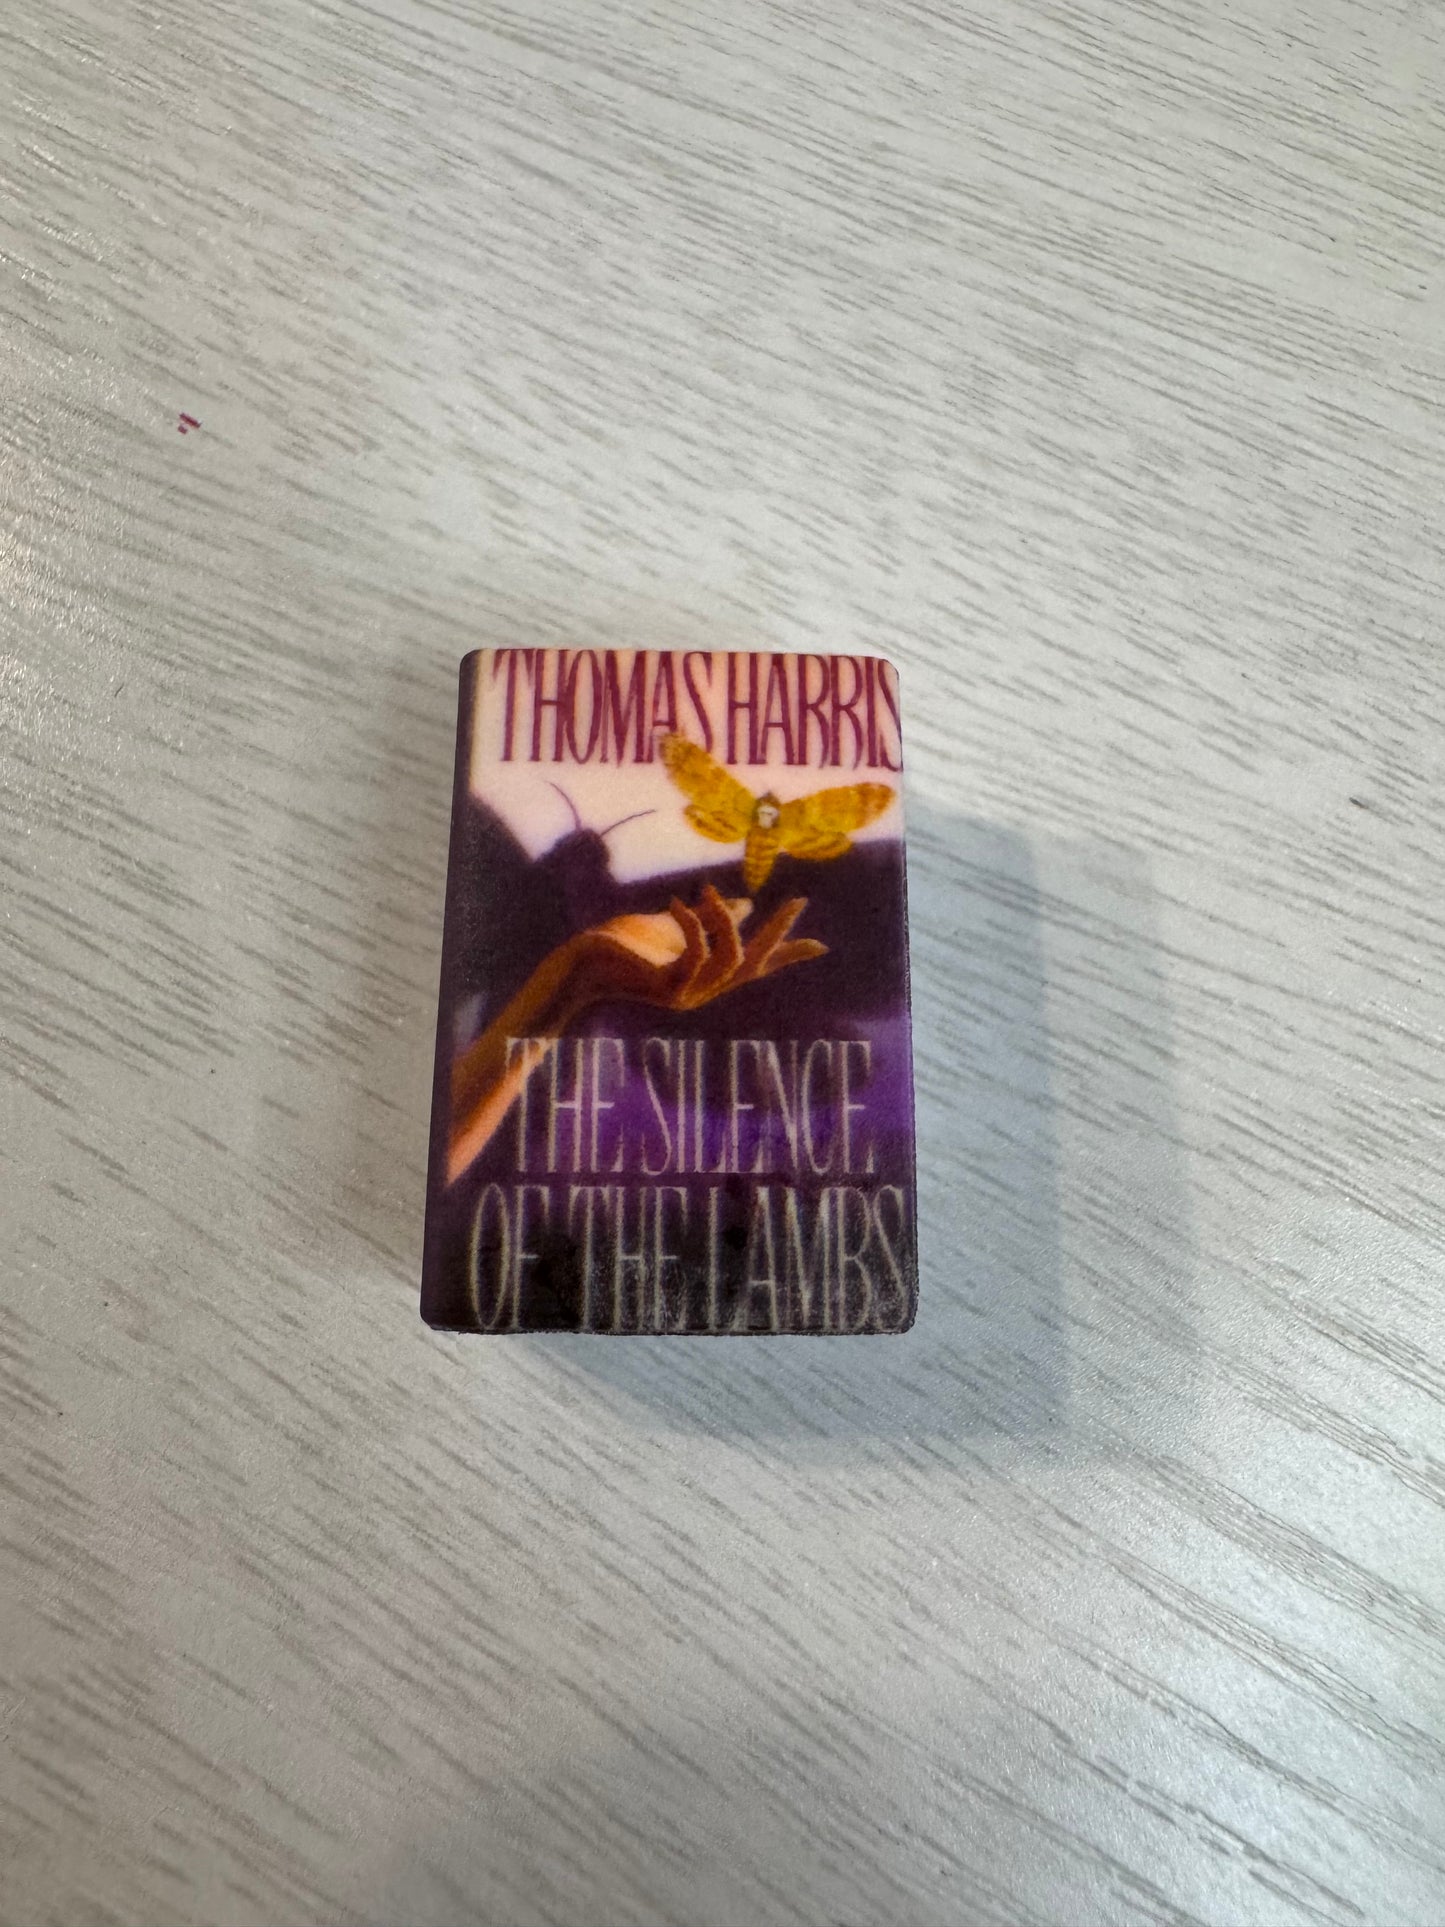 THOMAS HARRIS
THE SILENCE
OF THE LAMBS